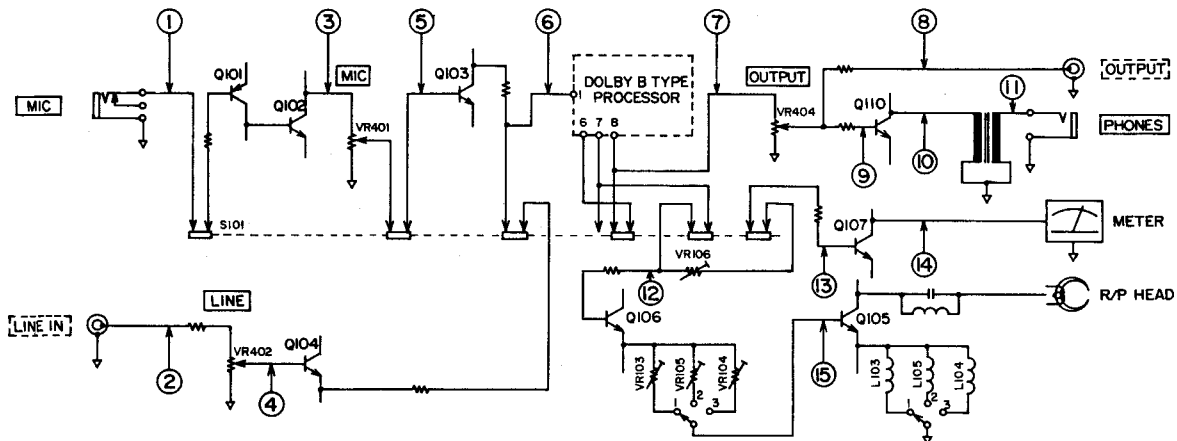 1
3
5
6
7
8
MIC
Q101
Q102
MIC
VR401
Q103
1
DOLBY B TYPE
PROCESSOR
6 7 8
OUTPUT
VR404
Q110
11
OUTPUT
PHONES
9
10
S101
Q107
METER
VR106
12
13
14
LINE IN
LINE
VR402
Q104
2
4
Q106
VR103
VR105
VR104
1
2
3
Q105
15
R/P HEAD
L103
L105
L104
1
2
3